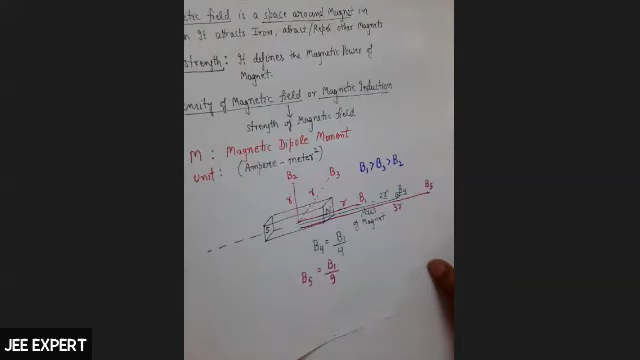 etic field is a space around Magnet in
n It attracts Iron, attract/Repel other Magnets
strength: It defines the Magnetic Power of
Magnet.
ensity of Magnetic field or Magnetic Induction
strength of Magnetic field
M : Magnetic Dipole Moment
Unit: (Ampere-meter²)
B₁>B₃>B₂
B₂
B₃
r
r
r
B₁
2r
B₄
B₅
3r
S
N
Axis
of Magnet
B₄ = B₁/4
B₅ = B₁/9
JEE EXPERT